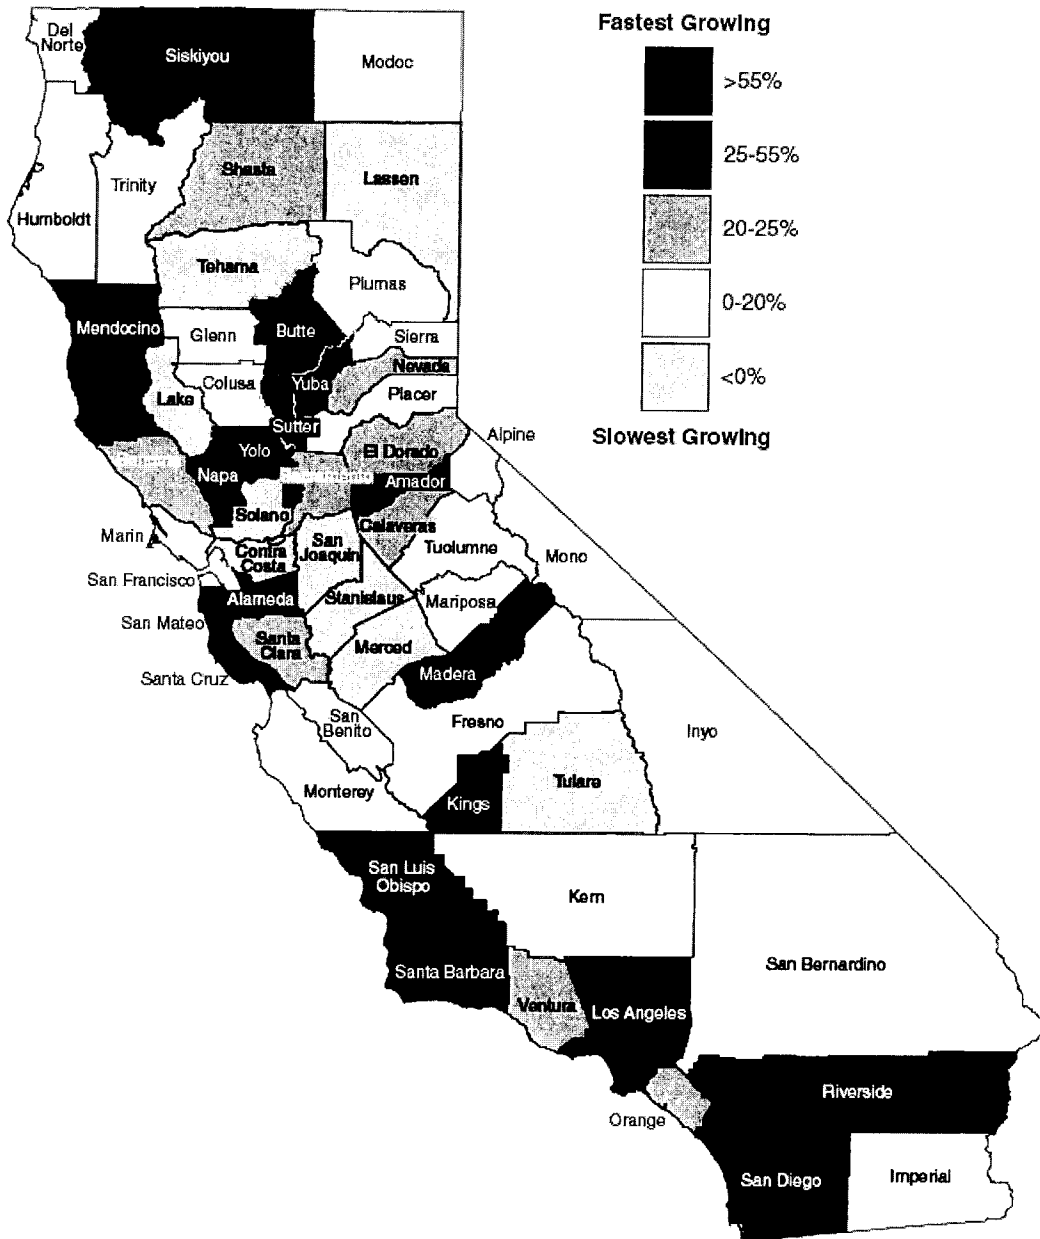 Fastest Growing
>55%
25-55%
20-25%
0-20%
<0%
Slowest Growing
Del
Norte
Siskiyou
Modoc
Trinity
Shasta
Lassen
Humboldt
Tehama
Plumas
Mendocino
Glenn
Butte
Sierra
Colusa
Yuba
Nevada
Lake
Placer
Sutter
Yolo
El Dorado
Alpine
Napa
Amador
Solano
Calaveras
Marin
San
Joaquin
Tuolumne
Contra
Costa
Mono
San Francisco
Alameda
Stanislaus
Mariposa
San Mateo
Santa
Clara
Merced
Santa Cruz
Madera
San
Benito
Fresno
Inyo
Monterey
Kings
Tulare
San Luis
Obispo
Kern
Santa Barbara
Ventura
Los Angeles
San Bernardino
Orange
Riverside
San Diego
Imperial